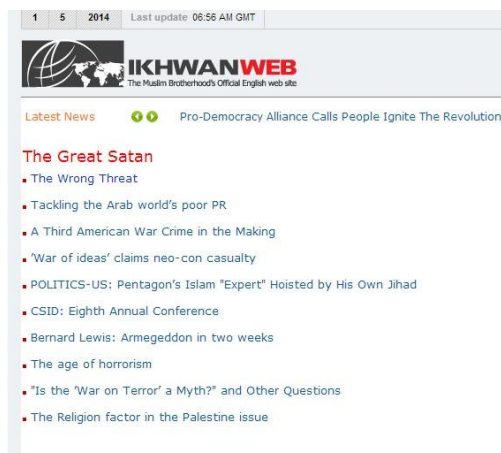 1 5 2014 Last update 06:56 AM GMT
IKHWANWEB
The Muslim Brotherhood's Official English web site
Latest News Pro-Democracy Alliance Calls People Ignite The Revolution
The Great Satan
The Wrong Threat
Tackling the Arab world's poor PR
A Third American War Crime in the Making
'War of ideas' claims neo-con casualty
POLITICS-US: Pentagon's Islam "Expert" Hoisted by His Own Jihad
CSID: Eighth Annual Conference
Bernard Lewis: Armegeddon in two weeks
The age of horrorism
"Is the 'War on Terror' a Myth?" and Other Questions
The Religion factor in the Palestine issue